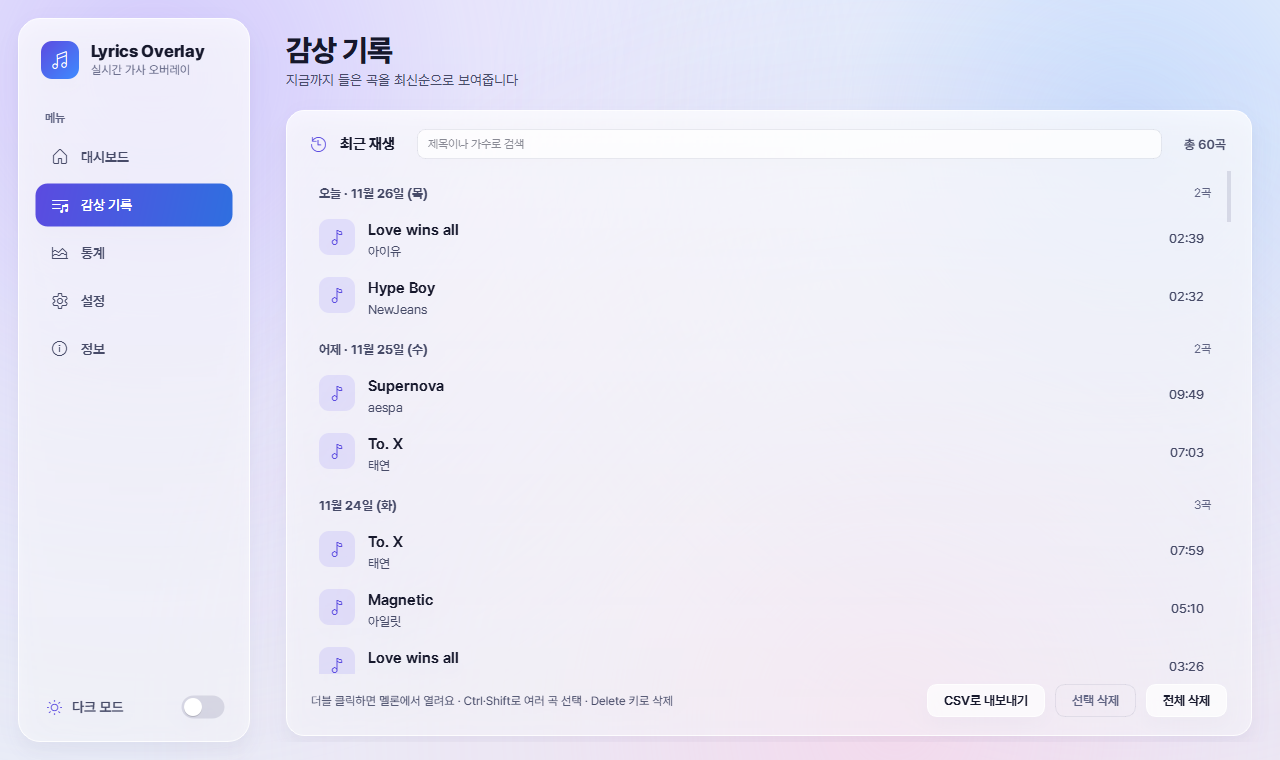 Lyrics Overlay
실시간 가사 오버레이
메뉴
대시보드
감상 기록
통계
설정
정보
다크 모드
감상 기록
지금까지 들은 곡을 최신순으로 보여줍니다
최근 재생
제목이나 가수로 검색
총 60곡
오늘 · 11월 26일 (목) 2곡
Love wins all
아이유
02:39
Hype Boy
NewJeans
02:32
어제 · 11월 25일 (수) 2곡
Supernova
aespa
09:49
To. X
태연
07:03
11월 24일 (화) 3곡
To. X
태연
07:59
Magnetic
아일릿
05:10
Love wins all
03:26
더블 클릭하면 멜론에서 열려요 · Ctrl·Shift로 여러 곡 선택 · Delete 키로 삭제
CSV로 내보내기
선택 삭제
전체 삭제